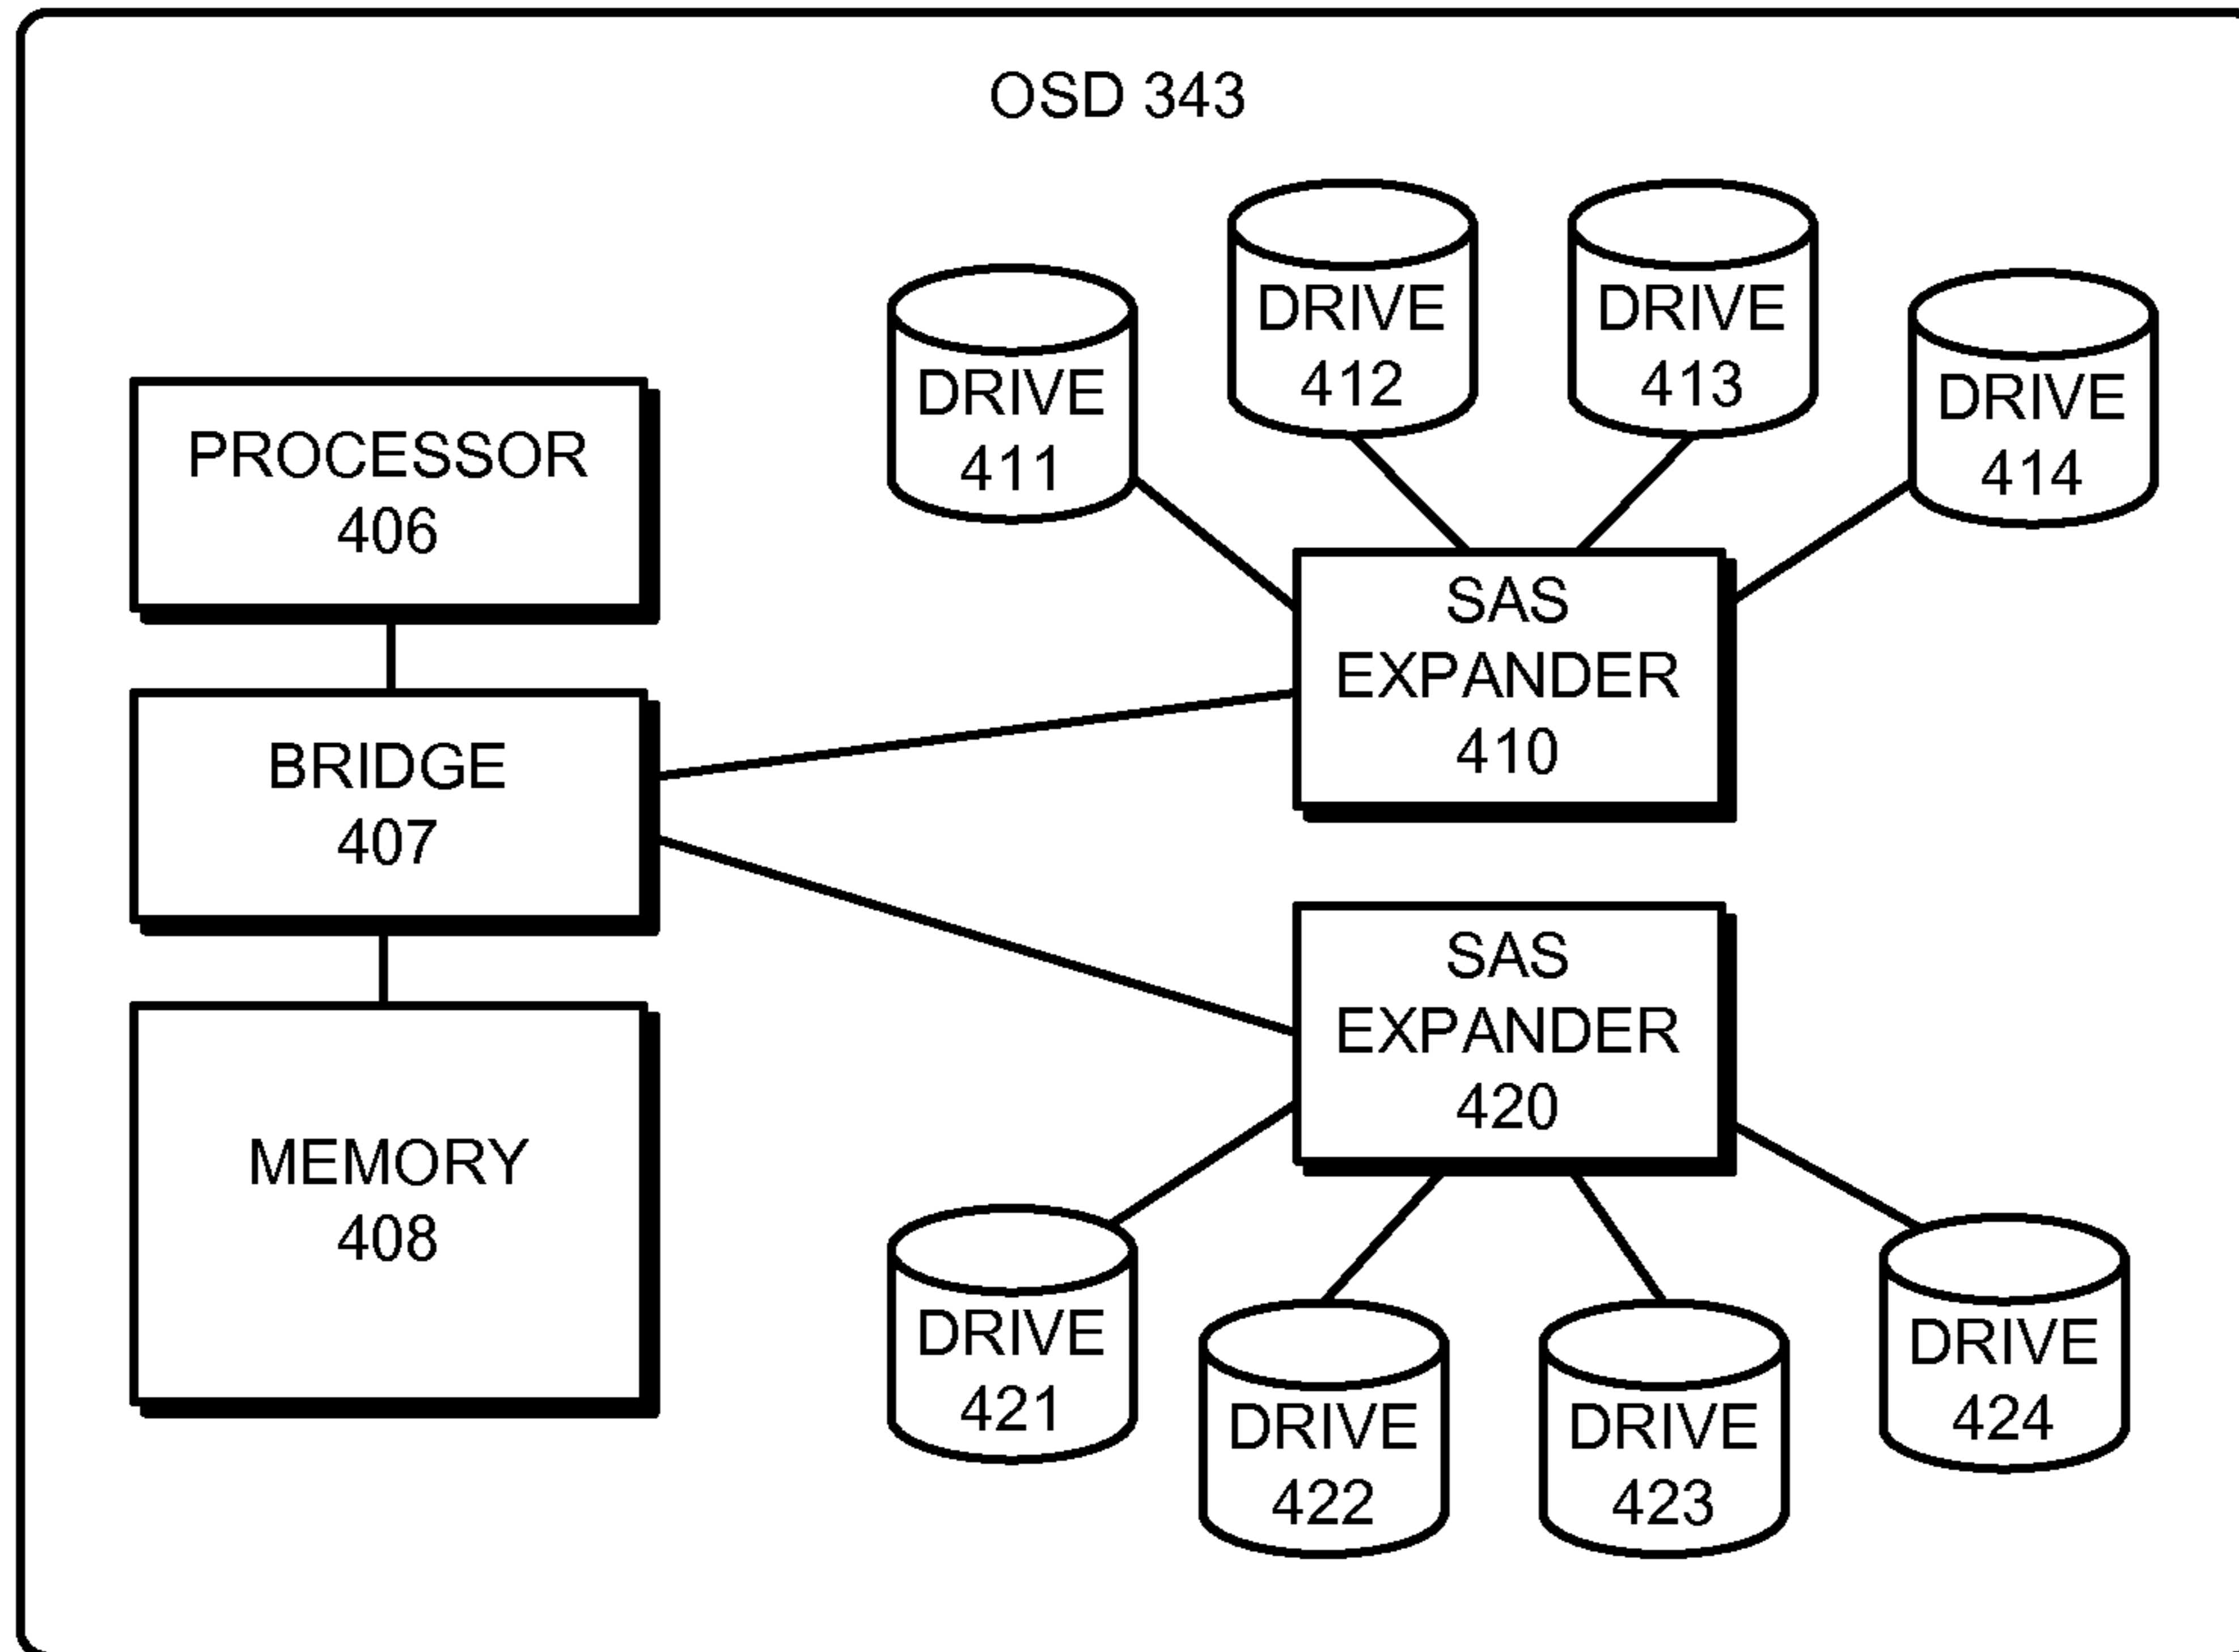 OSD 343
DRIVE
412
DRIVE
413
DRIVE
411
DRIVE
414
PROCESSOR
406
SAS
EXPANDER
410
BRIDGE
407
SAS
EXPANDER
420
MEMORY
408
DRIVE
421
DRIVE
422
DRIVE
423
DRIVE
424